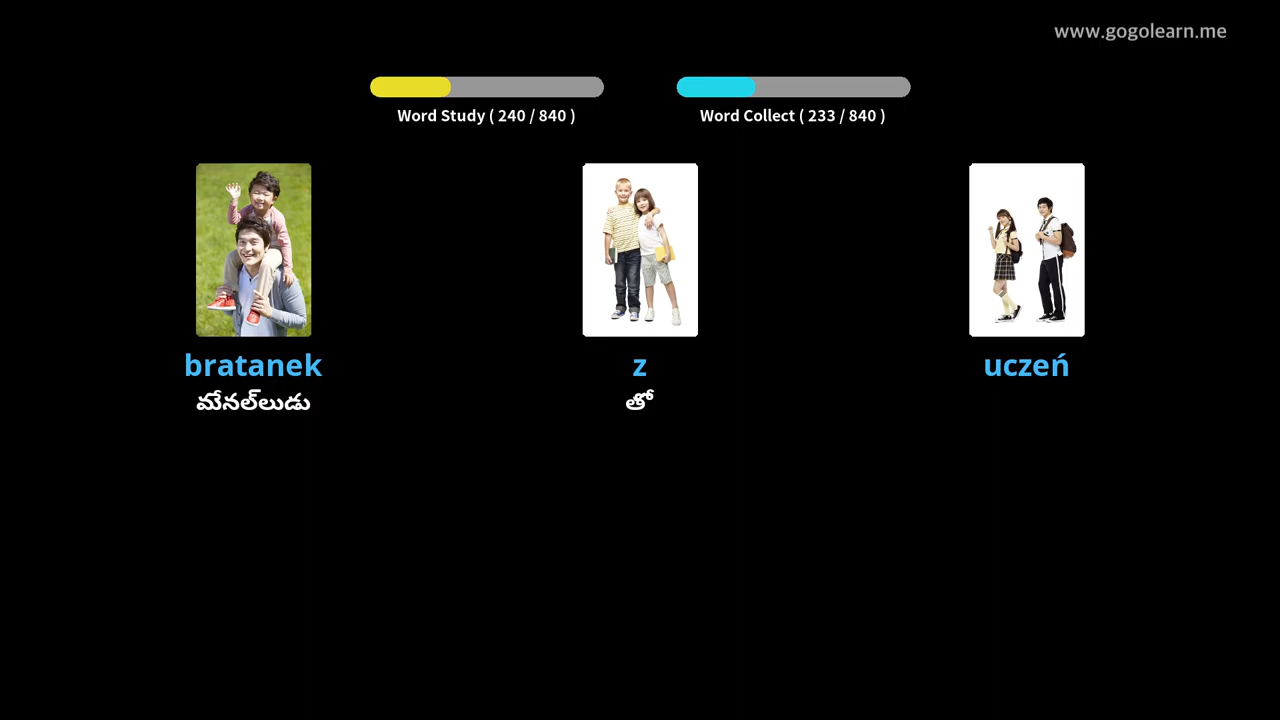 www.gogolearn.me
Word Study ( 240 / 840 )
Word Collect ( 233 / 840 )
bratanek
మేనల్లుడు
z
తో
uczeń